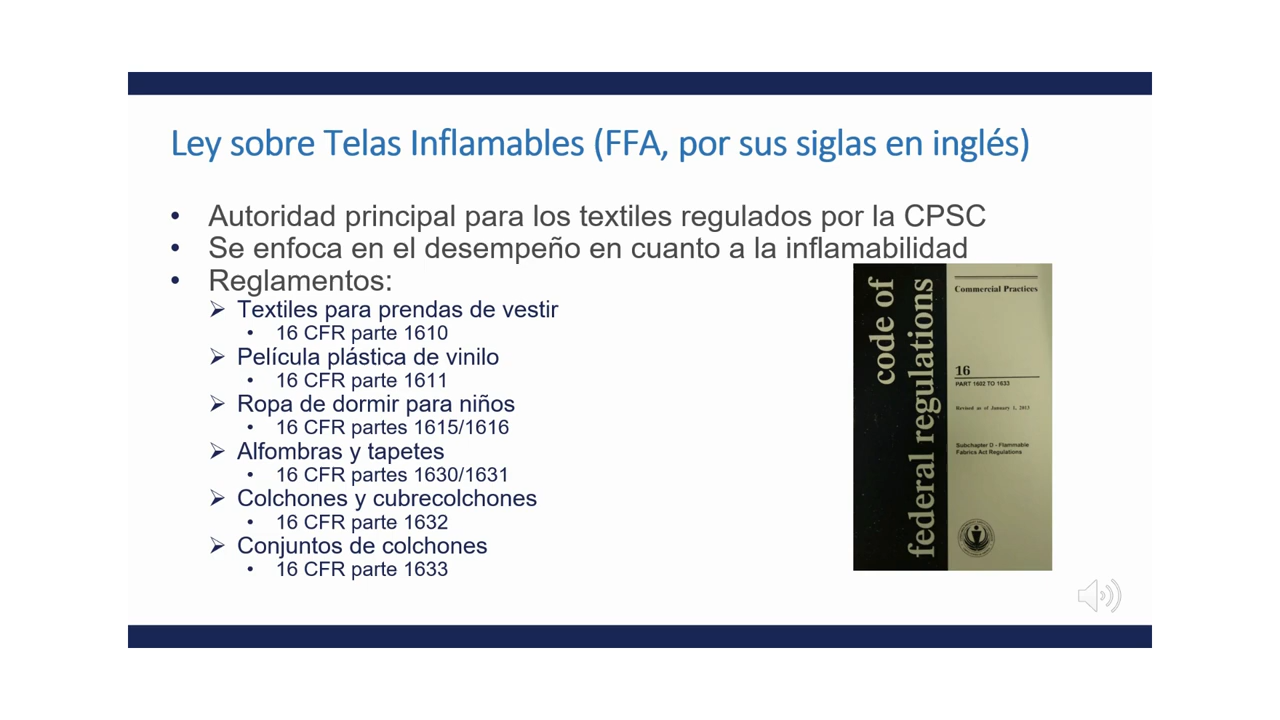 Ley sobre Telas Inflamables (FFA, por sus siglas en inglés)
• Autoridad principal para los textiles regulados por la CPSC
• Se enfoca en el desempeño en cuanto a la inflamabilidad
• Reglamentos:
➢ Textiles para prendas de vestir
• 16 CFR parte 1610
➢ Película plástica de vinilo
• 16 CFR parte 1611
➢ Ropa de dormir para niños
• 16 CFR partes 1615/1616
➢ Alfombras y tapetes
• 16 CFR partes 1630/1631
➢ Colchones y cubrecolchones
• 16 CFR parte 1632
➢ Conjuntos de colchones
• 16 CFR parte 1633
code of
federal regulations
Commercial Practices
16
PART 1602 TO 1633
Revised as of January 1, 2013
Subchapter D - Flammable
Fabrics Act Regulations